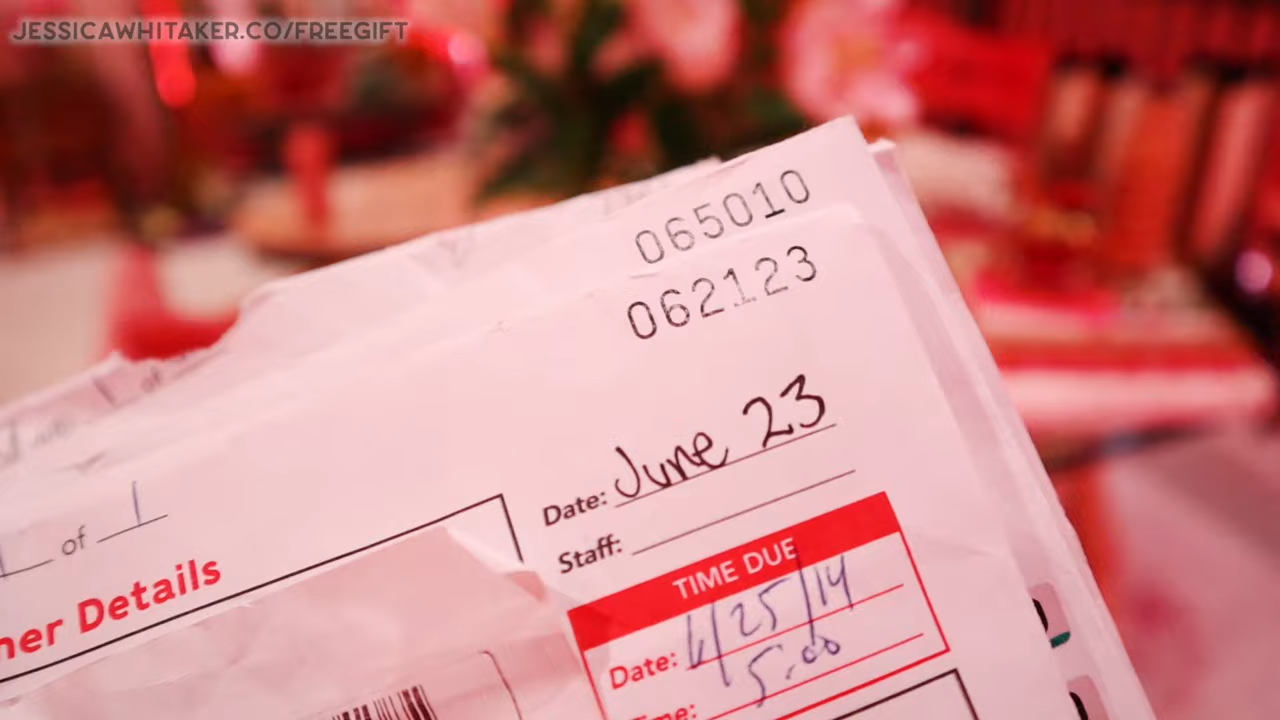 JESSICAWHITAKER.CO/FREEGIFT
065010
062123
Date: June 23
Staff:
of 1
ner Details
TIME DUE
Date: 6/25/14
5:00